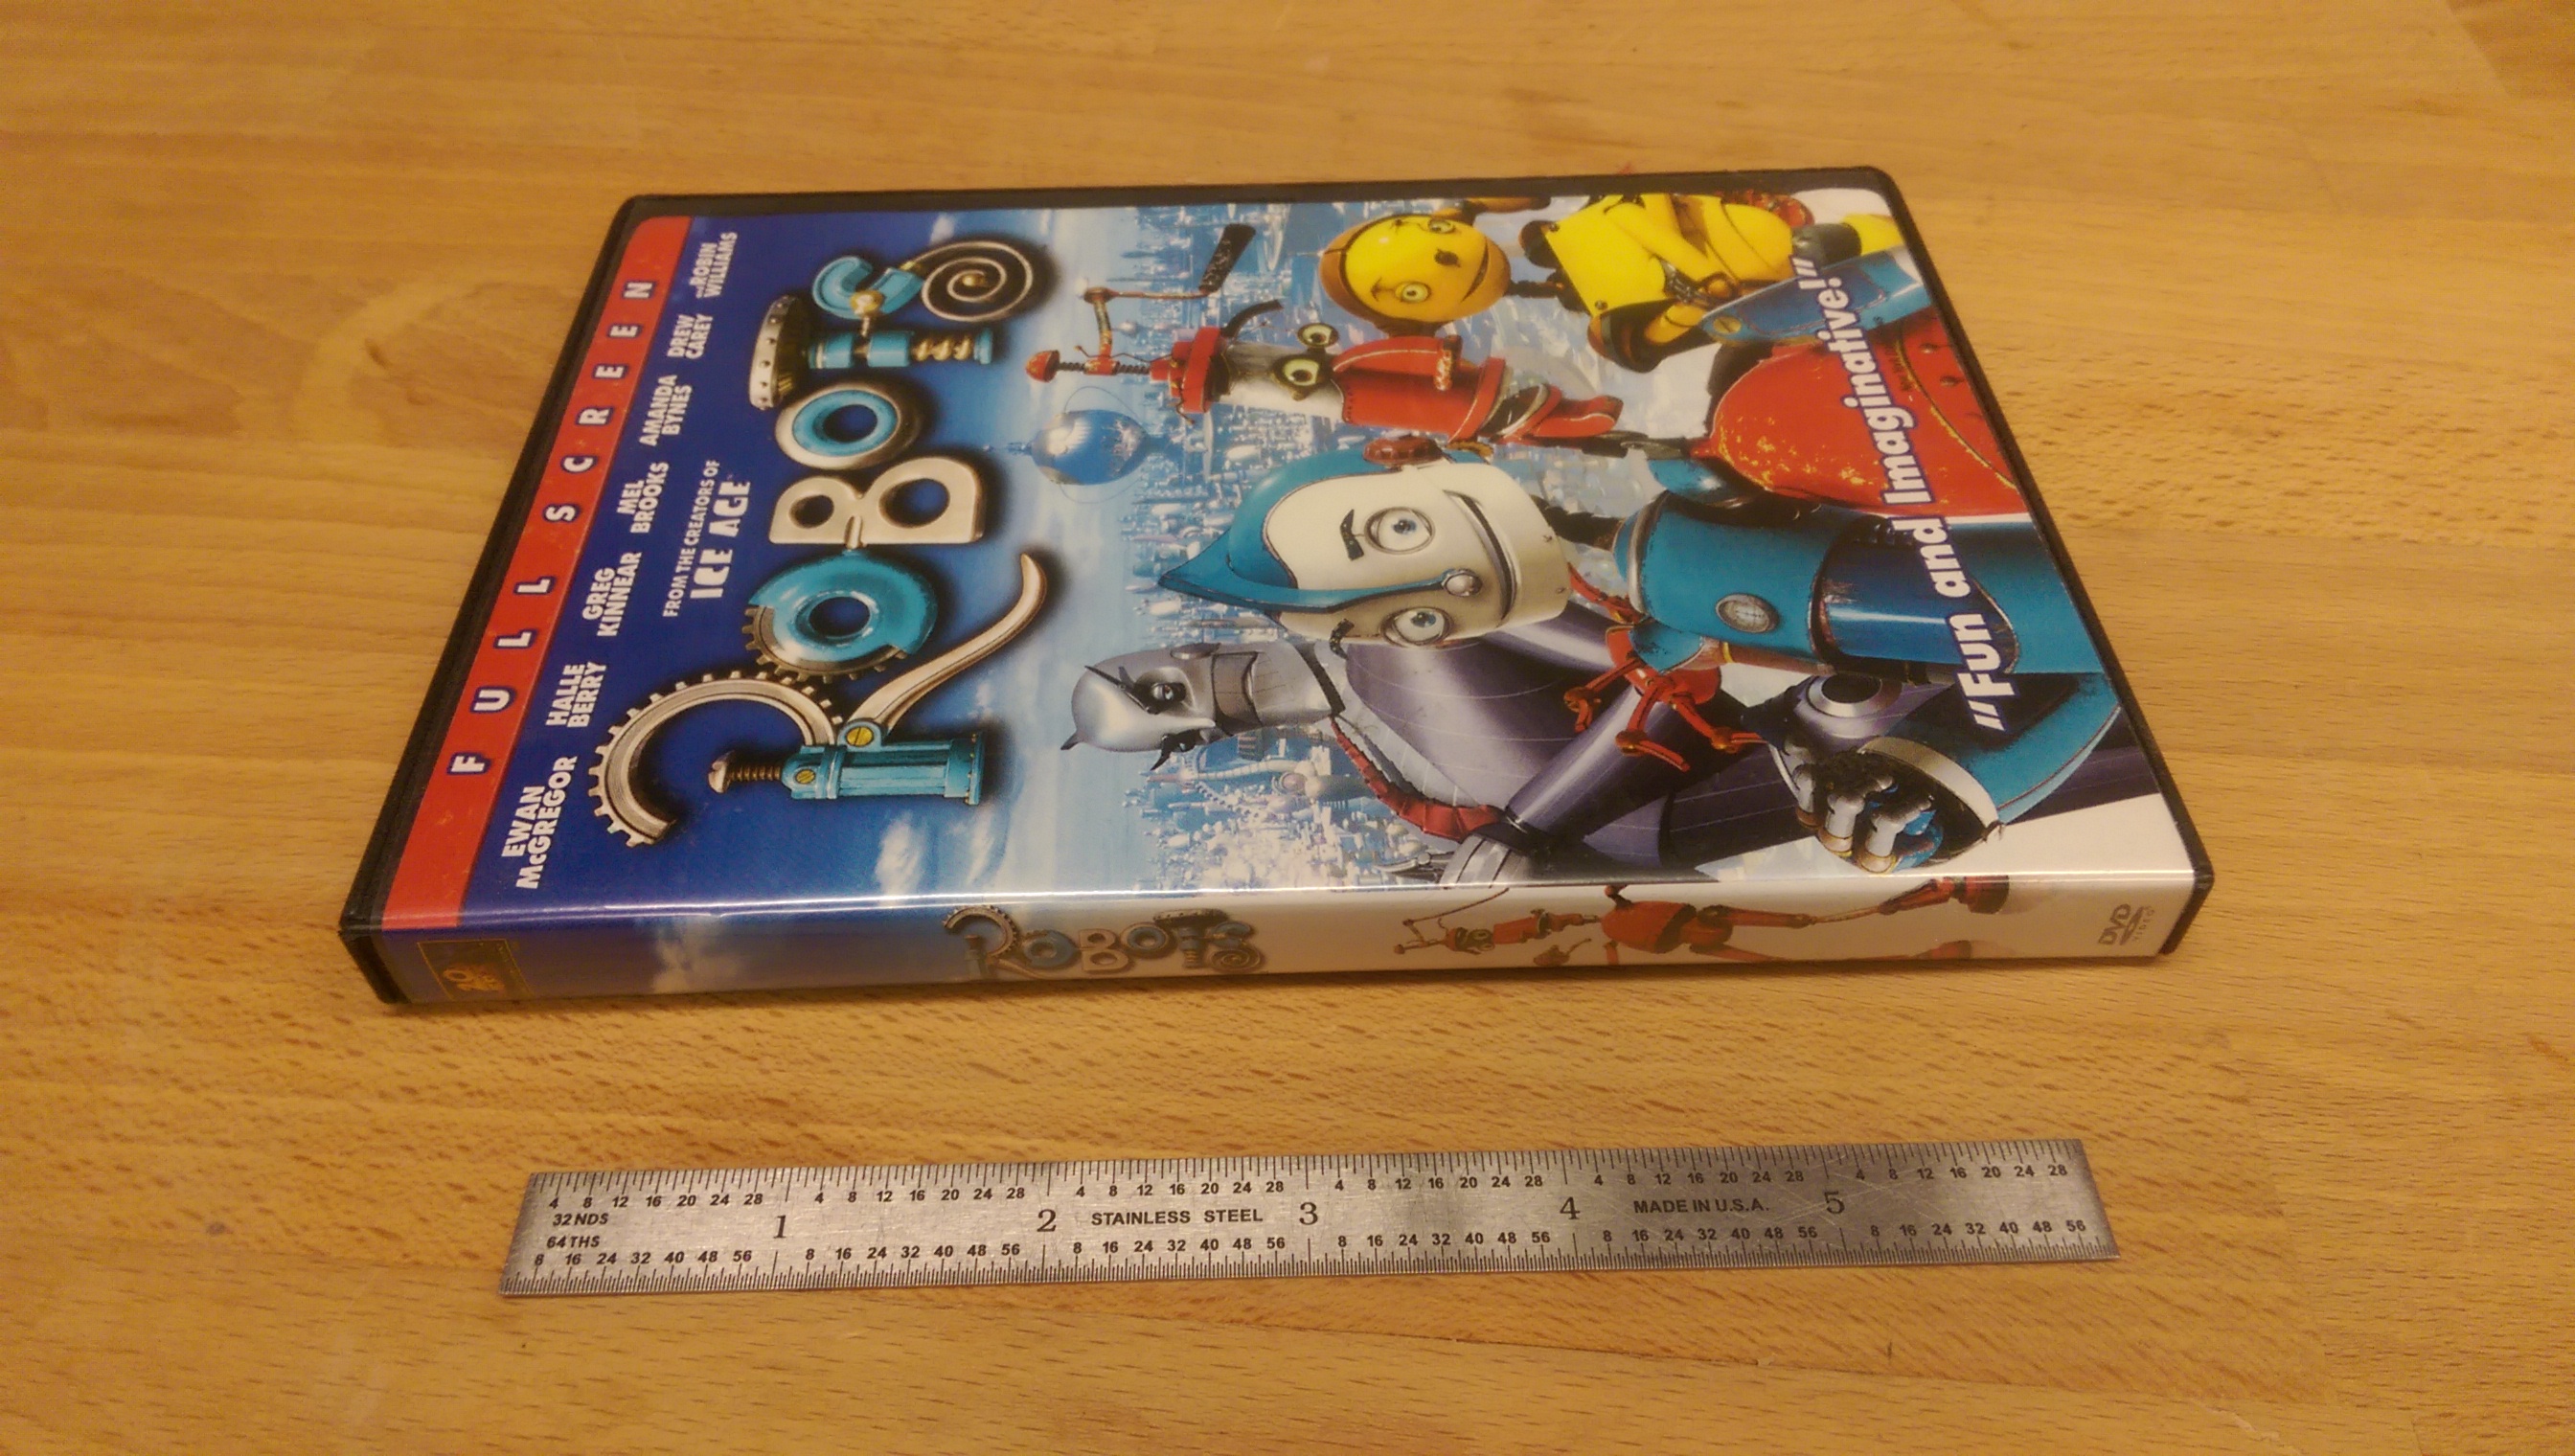 FULL SCREEN
EWAN
McGREGOR
HALLE
BERRY
GREG
KINNEAR
MEL
BROOKS
AMANDA
BYNES
DREW
CAREY
and ROBIN
WILLIAMS
FROM THE CREATORS OF
ICE AGE
ROBOTS
"Fun and Imaginative!"
20
ROBOTS
DVD
VIDEO
4 8 12 16 20 24 28 4 8 12 16 20 24 28 4 8 12 16 20 24 28 4 8 12 16 20 24 28 4 8 12 16 20 24 28 4 8 12 16 20 24 28
32NDS 1 2 STAINLESS STEEL 3 4 MADE IN U.S.A. 5
64THS
8 16 24 32 40 48 56 8 16 24 32 40 48 56 8 16 24 32 40 48 56 8 16 24 32 40 48 56 8 16 24 32 40 48 56 8 16 24 32 40 48 56